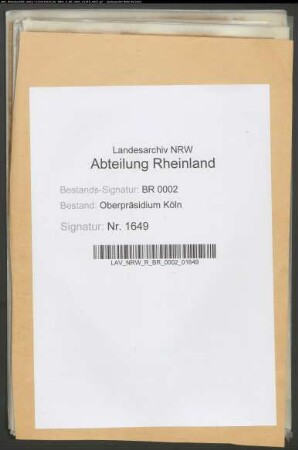 Landesarchiv NRW
Abteilung Rheinland
Bestands-Signatur: BR 0002
Bestand: Oberpräsidium Köln
Signatur: Nr. 1649
LAV_NRW_R_BR_0002_01649